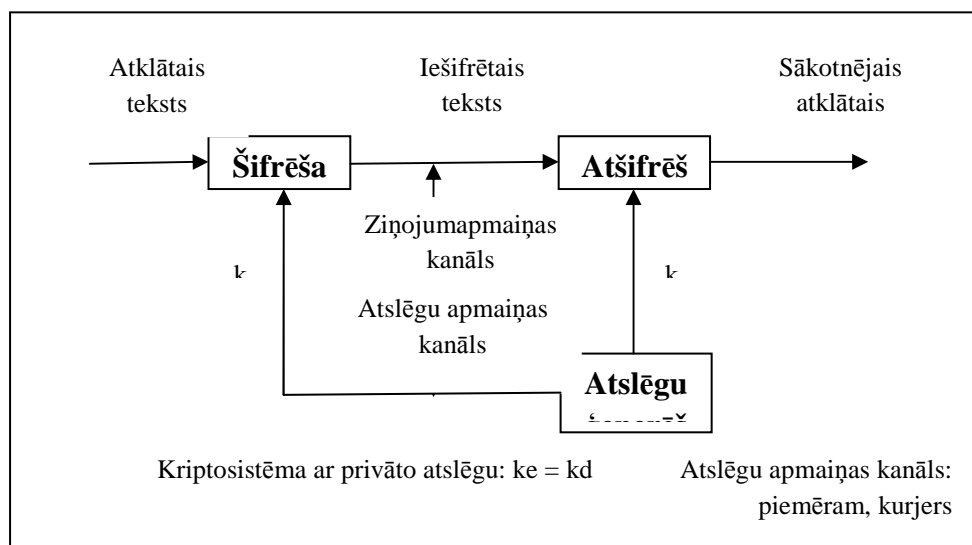 Atklātais
teksts
Iešifrētais
teksts
Sākotnējais
atklātais
Šifrēša
Atšifrēš
Ziņojumapmaiņas
kanāls
k
k
Atslēgu apmaiņas
kanāls
Atslēgu
Kriptosistēma ar privāto atslēgu: ke = kd
Atslēgu apmaiņas kanāls:
piemēram, kurjers